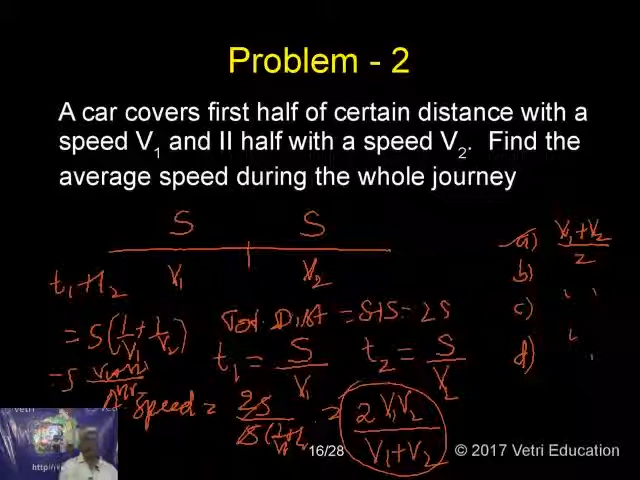 Problem - 2
A car covers first half of certain distance with a
speed V₁ and II half with a speed V₂. Find the
average speed during the whole journey
S S
V₁ V₂
t₁ + t₂
= S(1/V₁ + 1/V₂)
Tot. Dist = S+S = 2S
t₁ = S/V₁ t₂ = S/V₂
Speed = 2S = 2V₁V₂/(V₁+V₂)
a) (V₁+V₂)/2
b)
c)
d)
Vetri
http://
16/28
© 2017 Vetri Education